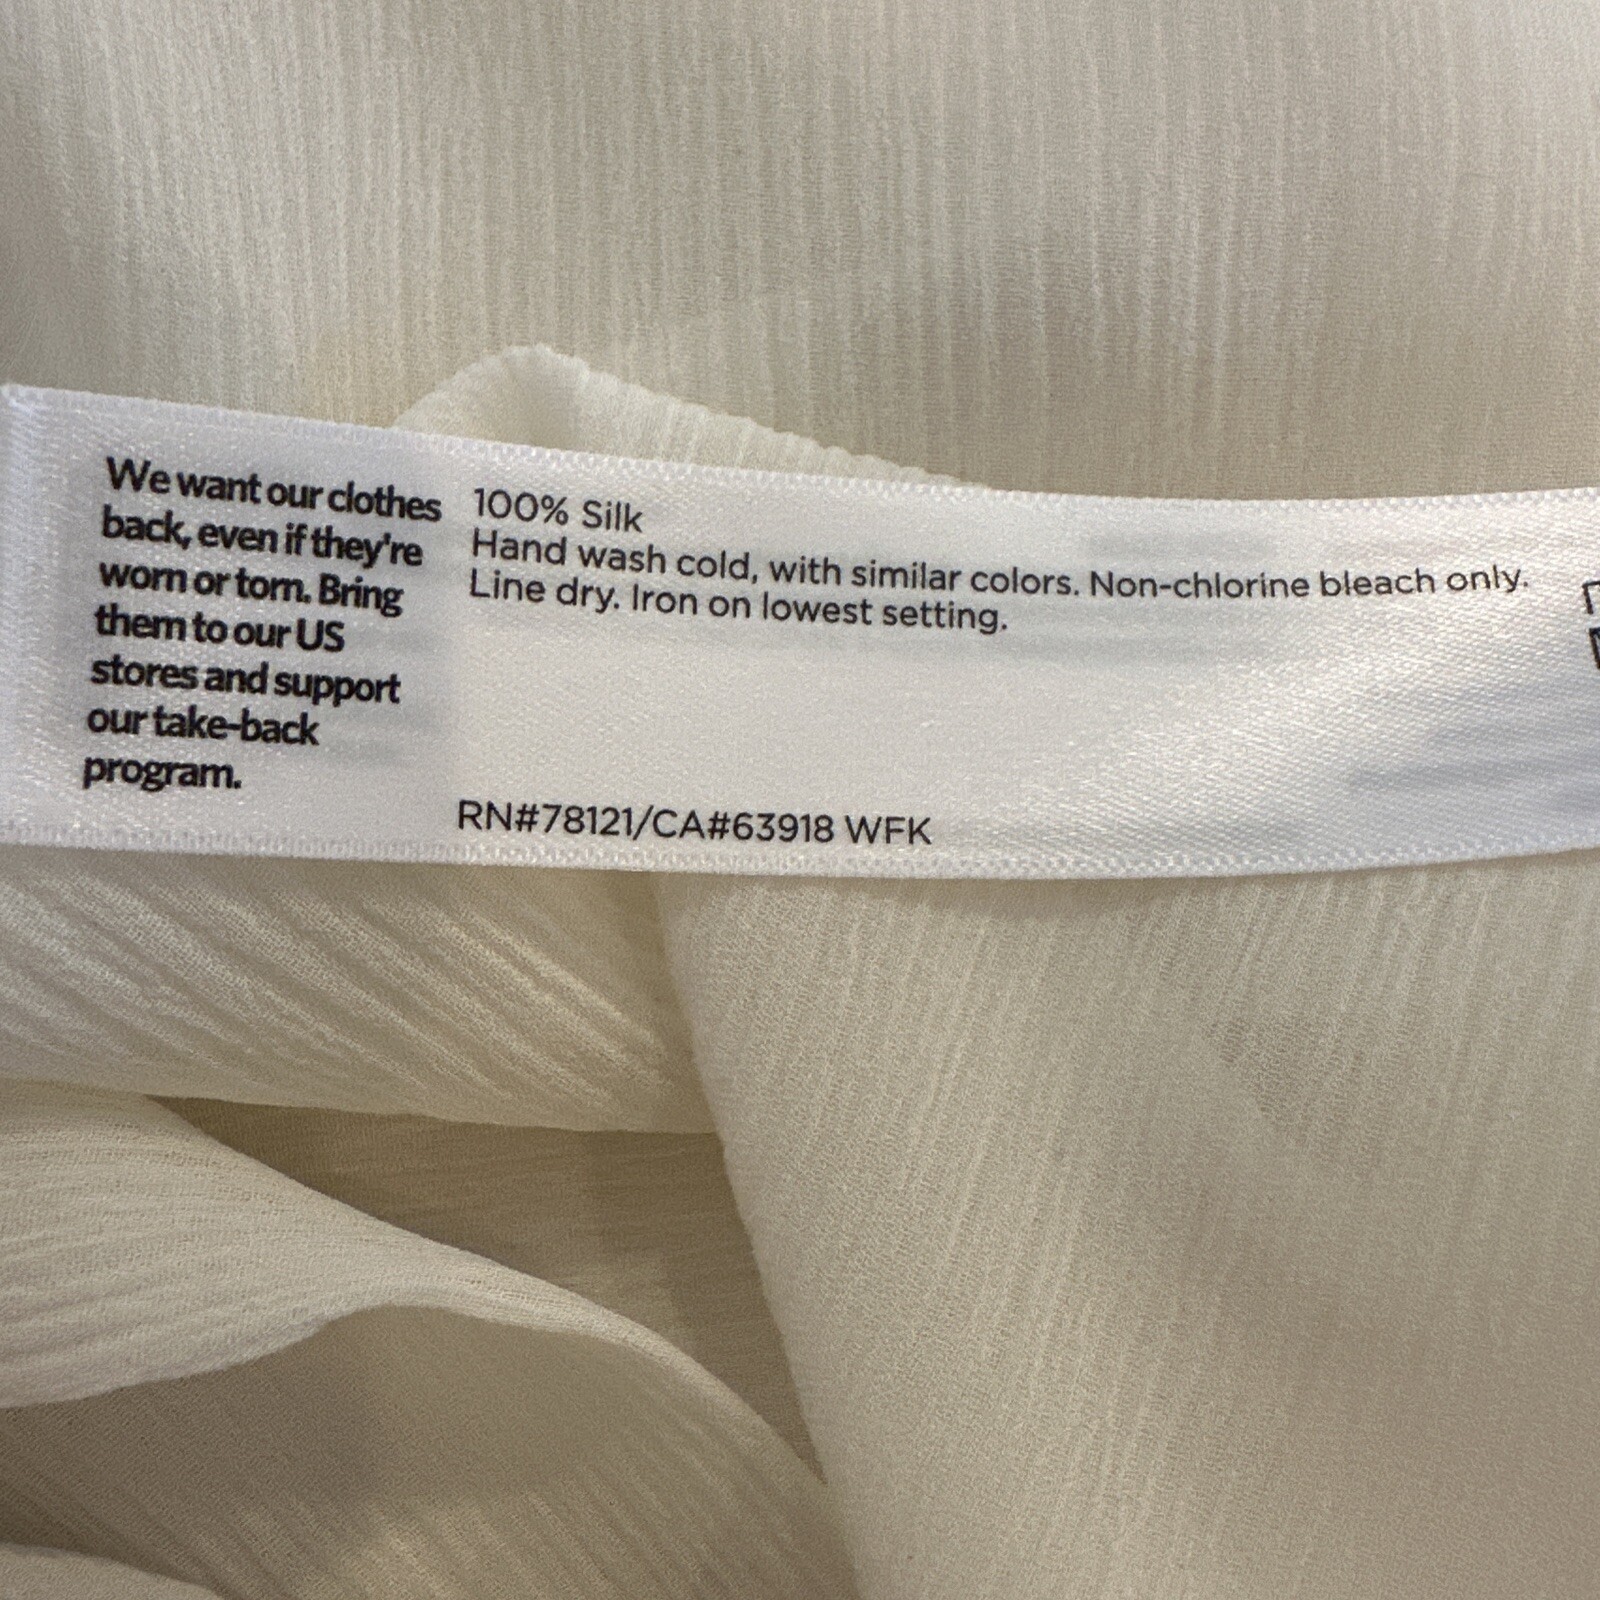 We want our clothes
back, even if they're
worn or torn. Bring
them to our US
stores and support
our take-back
program.
100% Silk
Hand wash cold, with similar colors. Non-chlorine bleach only.
Line dry. Iron on lowest setting.
RN#78121/CA#63918 WFK